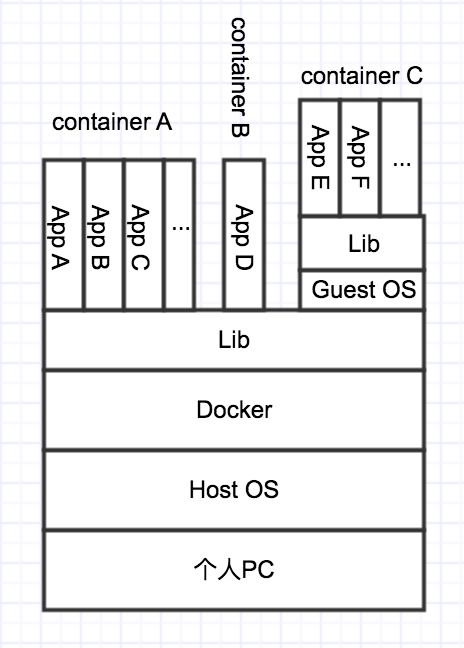 container A
container B
container C
App A
App B
App C
...
App D
App E
App F
...
Lib
Guest OS
Lib
Docker
Host OS
个人PC